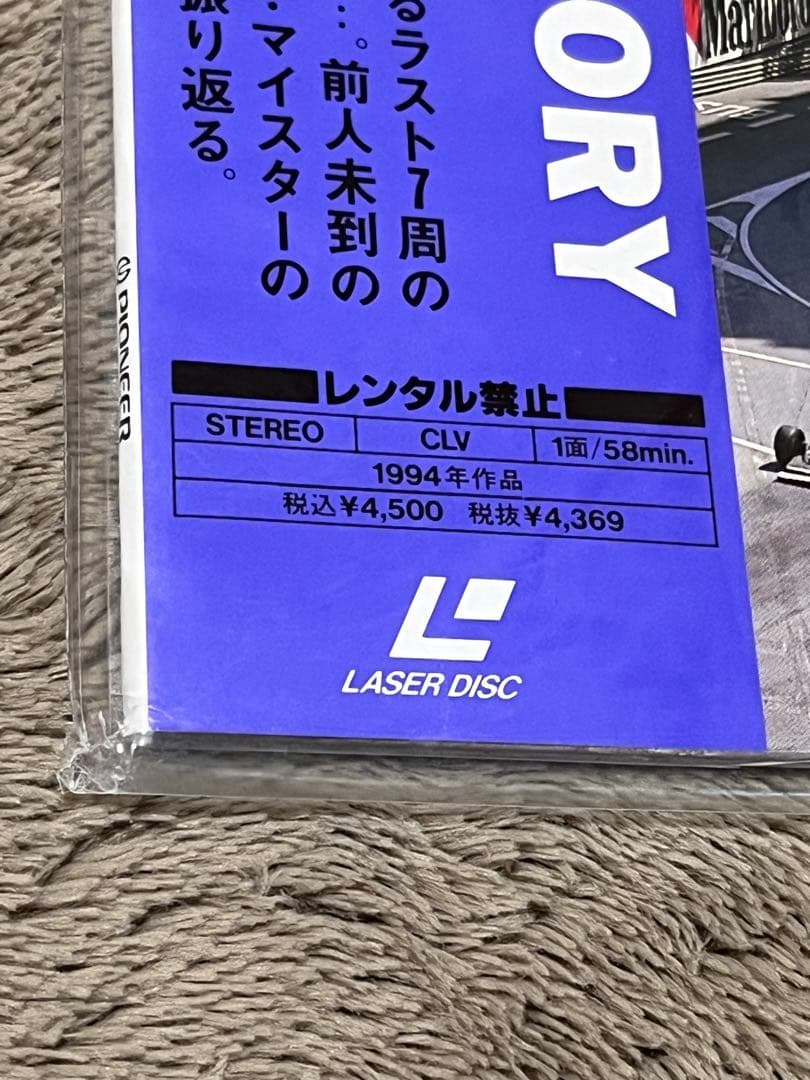 るラスト7周の
…。前人未到の
・マイスターの
振り返る。
ORY
Marlboro
PIONEER
レンタル禁止
STEREO CLV 1面/58min.
1994年作品
税込¥4,500 税抜¥4,369
LASER DISC